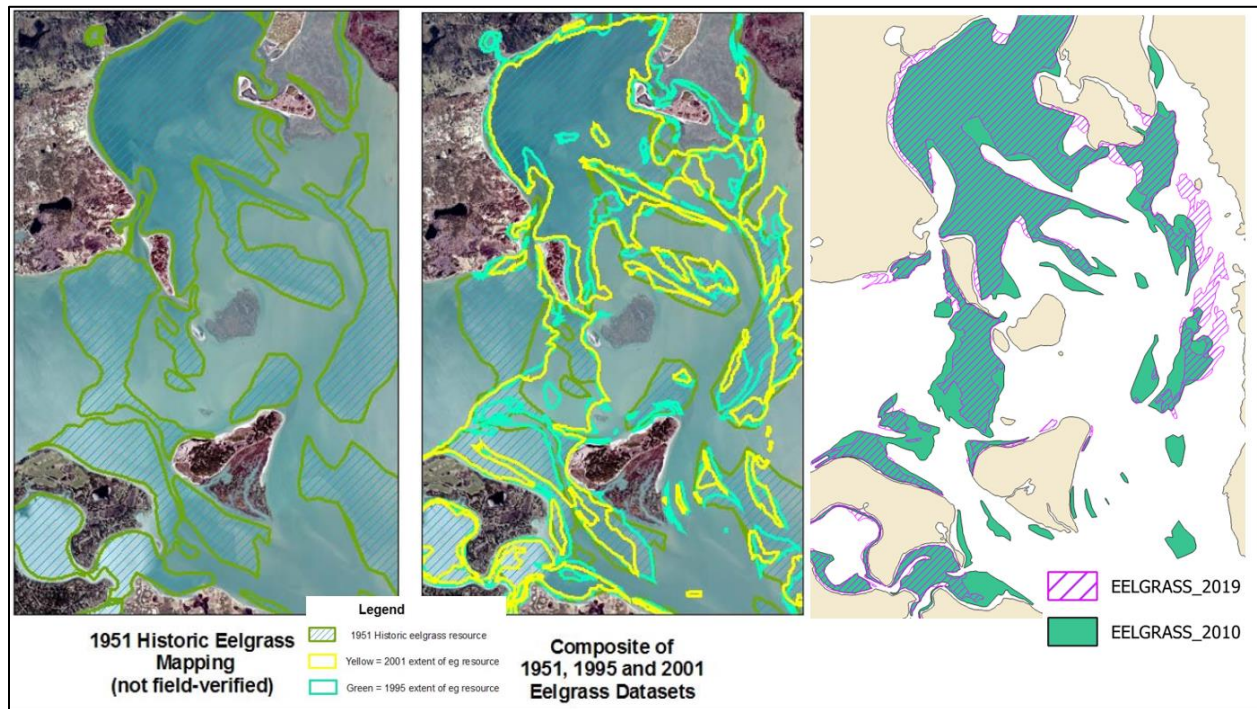 1951 Historic Eelgrass
Mapping
(not field-verified)
Legend
1951 Historic eelgrass resource
Yellow = 2001 extent of eg resource
Green = 1995 extent of eg resource
Composite of
1951, 1995 and 2001
Eelgrass Datasets
EELGRASS_2019
EELGRASS_2010